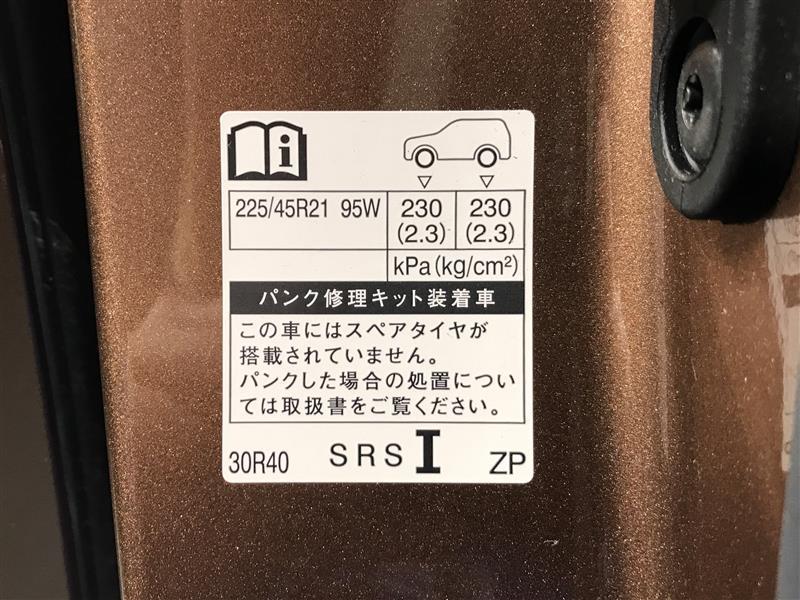 i
225/45R21 95W 230 230
(2.3) (2.3)
kPa(kg/cm²)
パンク修理キット装着車
この車にはスペアタイヤが
搭載されていません。
パンクした場合の処置につい
ては取扱書をご覧ください。
30R40 SRS I ZP